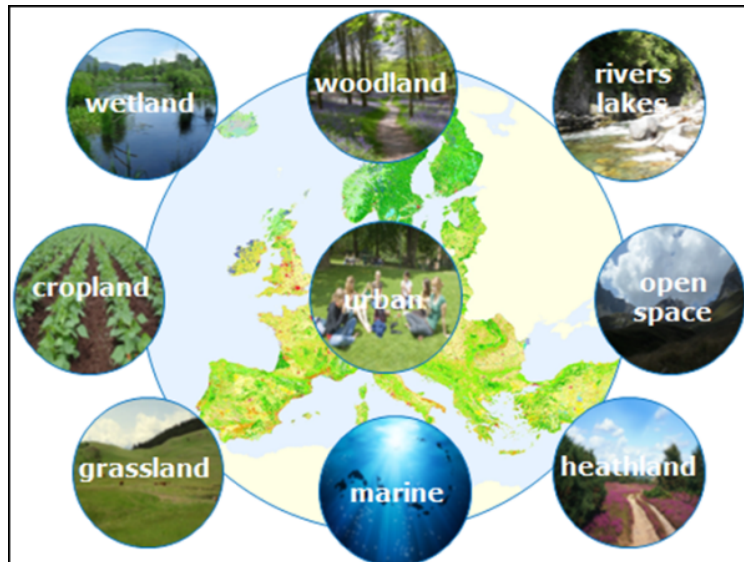 wetland
woodland
rivers
lakes
cropland
urban
open
space
grassland
marine
heathland